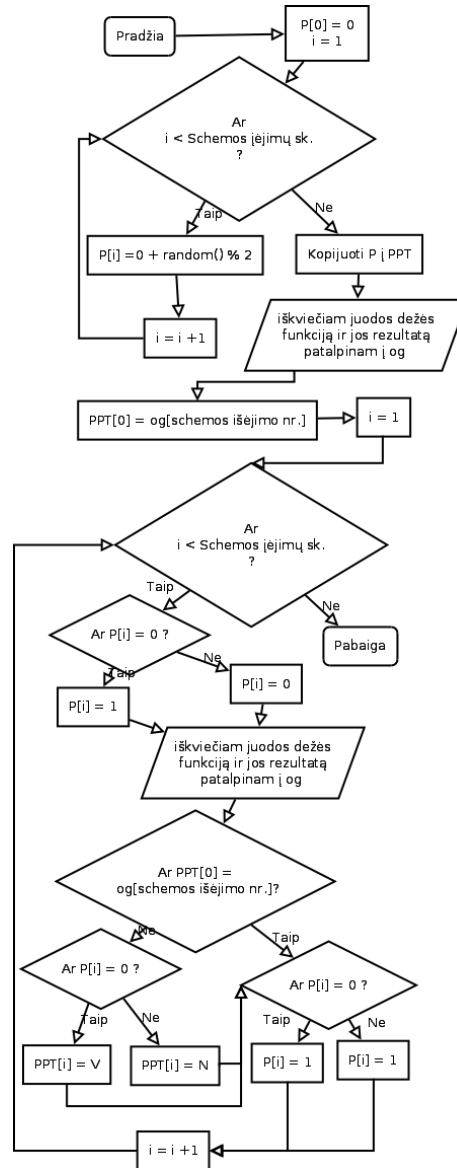 Pradžia
P[0] = 0
i = 1
Ar
i < Schemos įėjimų sk.
?
Taip
Ne
P[i] =0 + random() % 2
Kopijuoti P į PPT
i = i +1
iškviečiam juodos dežės
funkciją ir jos rezultatą
patalpinam į og
PPT[0] = og[schemos išėjimo nr.]
i = 1
Ar
i < Schemos įėjimų sk.
?
Taip
Ne
Ar P[i] = 0 ?
Pabaiga
Taip
Ne
P[i] = 1
P[i] = 0
iškviečiam juodos dežės
funkciją ir jos rezultatą
patalpinam į og
Ar PPT[0] =
og[schemos išėjimo nr.]?
Ne
Taip
Ar P[i] = 0 ?
Ar P[i] = 0 ?
Taip
Ne
Taip
Ne
PPT[i] = V
PPT[i] = N
P[i] = 1
P[i] = 1
i = i +1